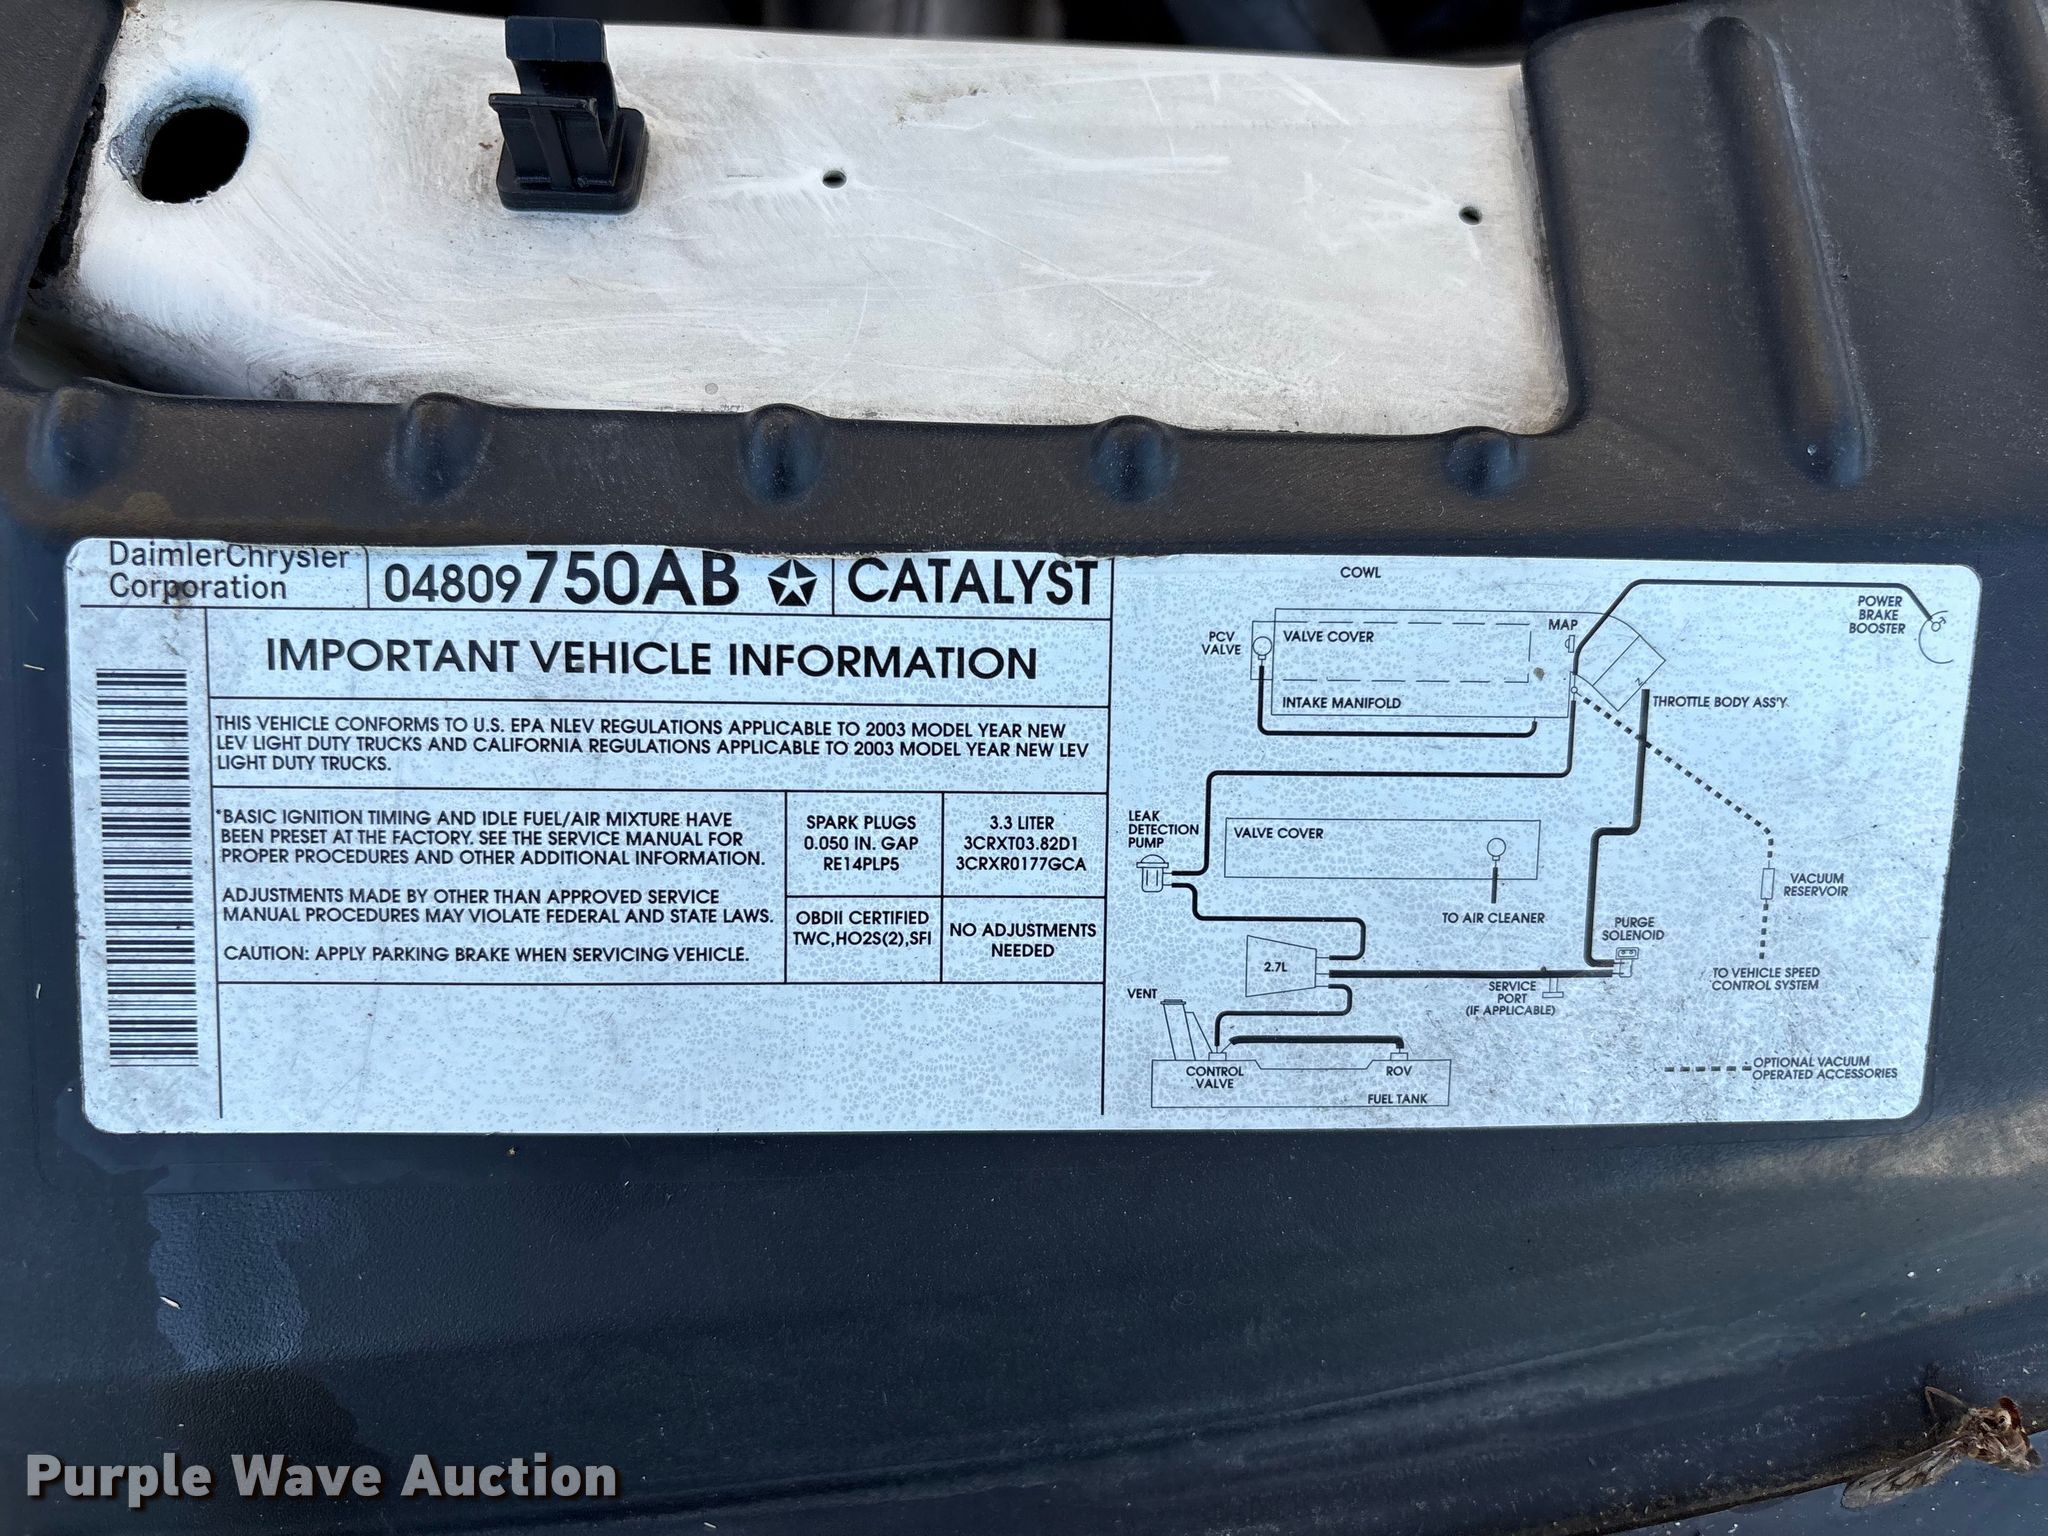 DaimlerChrysler
Corporation
04809750AB
CATALYST
IMPORTANT VEHICLE INFORMATION
THIS VEHICLE CONFORMS TO U.S. EPA NLEV REGULATIONS APPLICABLE TO 2003 MODEL YEAR NEW
LEV LIGHT DUTY TRUCKS AND CALIFORNIA REGULATIONS APPLICABLE TO 2003 MODEL YEAR NEW LEV
LIGHT DUTY TRUCKS.
*BASIC IGNITION TIMING AND IDLE FUEL/AIR MIXTURE HAVE
BEEN PRESET AT THE FACTORY. SEE THE SERVICE MANUAL FOR
PROPER PROCEDURES AND OTHER ADDITIONAL INFORMATION.
ADJUSTMENTS MADE BY OTHER THAN APPROVED SERVICE
MANUAL PROCEDURES MAY VIOLATE FEDERAL AND STATE LAWS.
CAUTION: APPLY PARKING BRAKE WHEN SERVICING VEHICLE.
SPARK PLUGS
0.050 IN. GAP
RE14PLP5
3.3 LITER
3CRXT03.82D1
3CRXR0177GCA
OBDII CERTIFIED
TWC,HO2S(2),SFI
NO ADJUSTMENTS
NEEDED
COWL
POWER
BRAKE
BOOSTER
PCV
VALVE
VALVE COVER
MAP
INTAKE MANIFOLD
THROTTLE BODY ASS'Y
LEAK
DETECTION
PUMP
VALVE COVER
TO AIR CLEANER
VACUUM
RESERVOIR
PURGE
SOLENOID
2.7L
SERVICE
PORT
(IF APPLICABLE)
TO VEHICLE SPEED
CONTROL SYSTEM
VENT
CONTROL
VALVE
ROV
FUEL TANK
OPTIONAL VACUUM
OPERATED ACCESSORIES
Purple Wave Auction